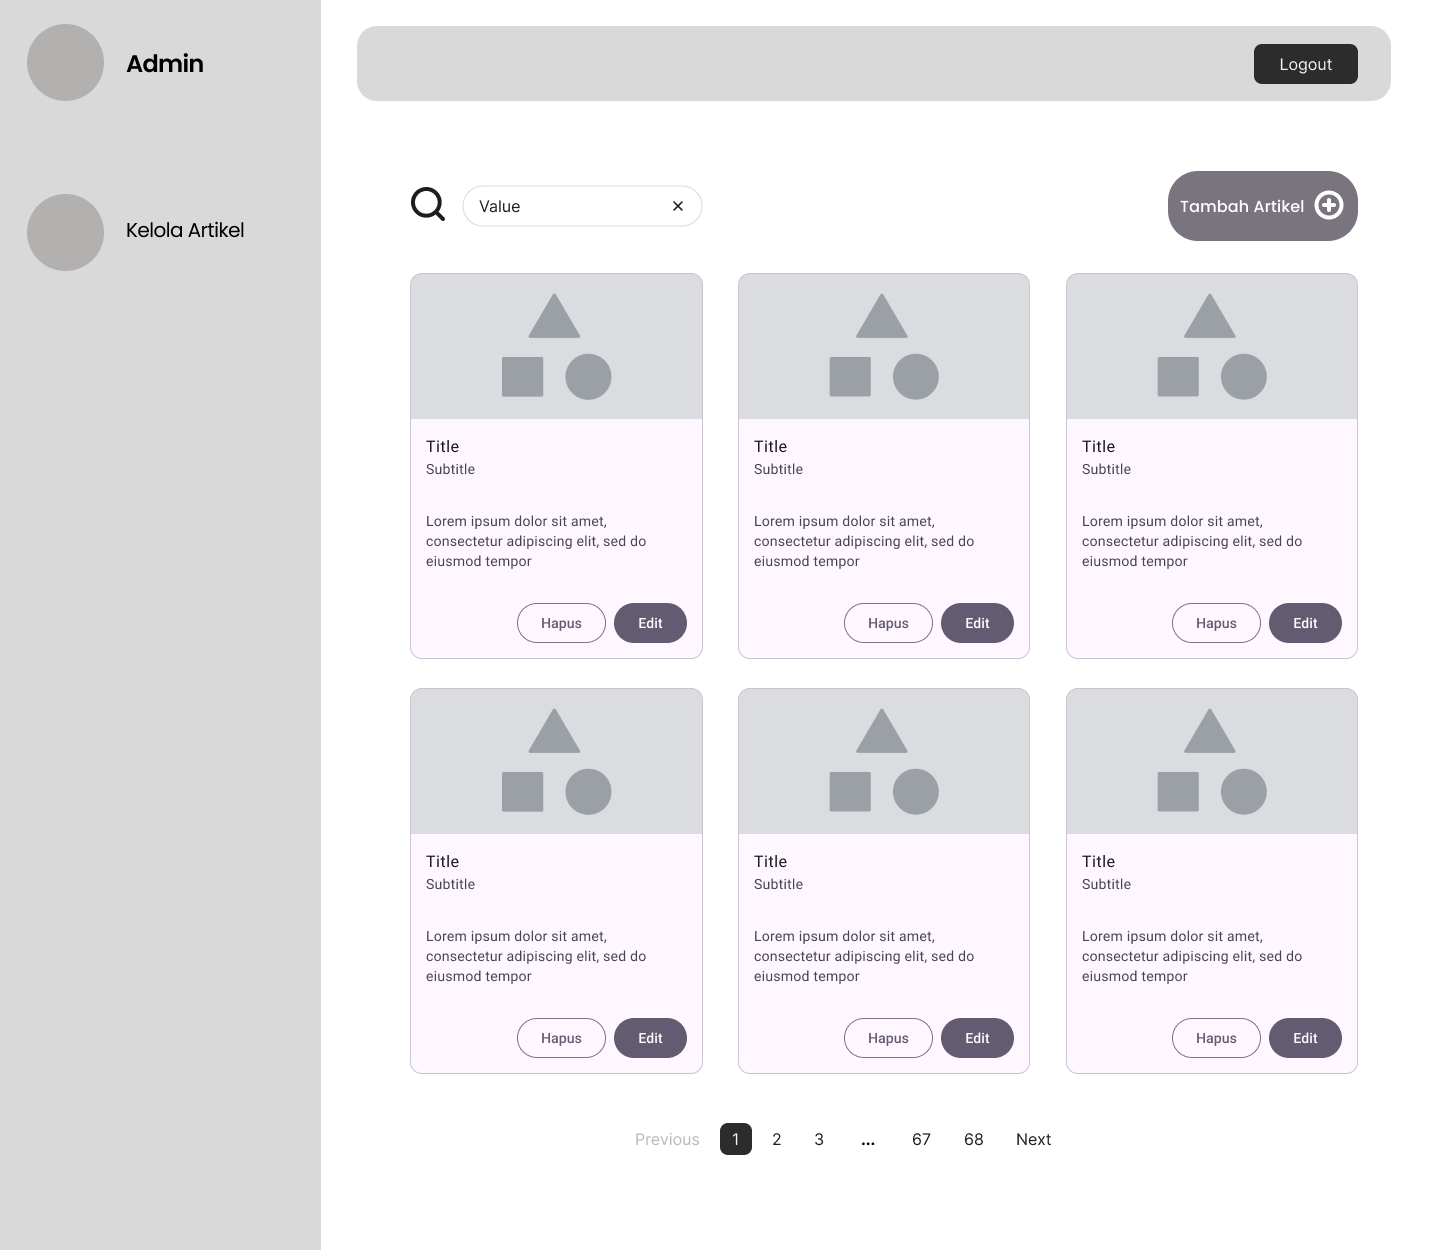 Admin
Kelola Artikel
Logout
Value
Tambah Artikel
Title
Subtitle
Lorem ipsum dolor sit amet,
consectetur adipiscing elit, sed do
eiusmod tempor
Hapus
Edit
Title
Subtitle
Lorem ipsum dolor sit amet,
consectetur adipiscing elit, sed do
eiusmod tempor
Hapus
Edit
Title
Subtitle
Lorem ipsum dolor sit amet,
consectetur adipiscing elit, sed do
eiusmod tempor
Hapus
Edit
Title
Subtitle
Lorem ipsum dolor sit amet,
consectetur adipiscing elit, sed do
eiusmod tempor
Hapus
Edit
Title
Subtitle
Lorem ipsum dolor sit amet,
consectetur adipiscing elit, sed do
eiusmod tempor
Hapus
Edit
Title
Subtitle
Lorem ipsum dolor sit amet,
consectetur adipiscing elit, sed do
eiusmod tempor
Hapus
Edit
Previous 1 2 3 ... 67 68 Next